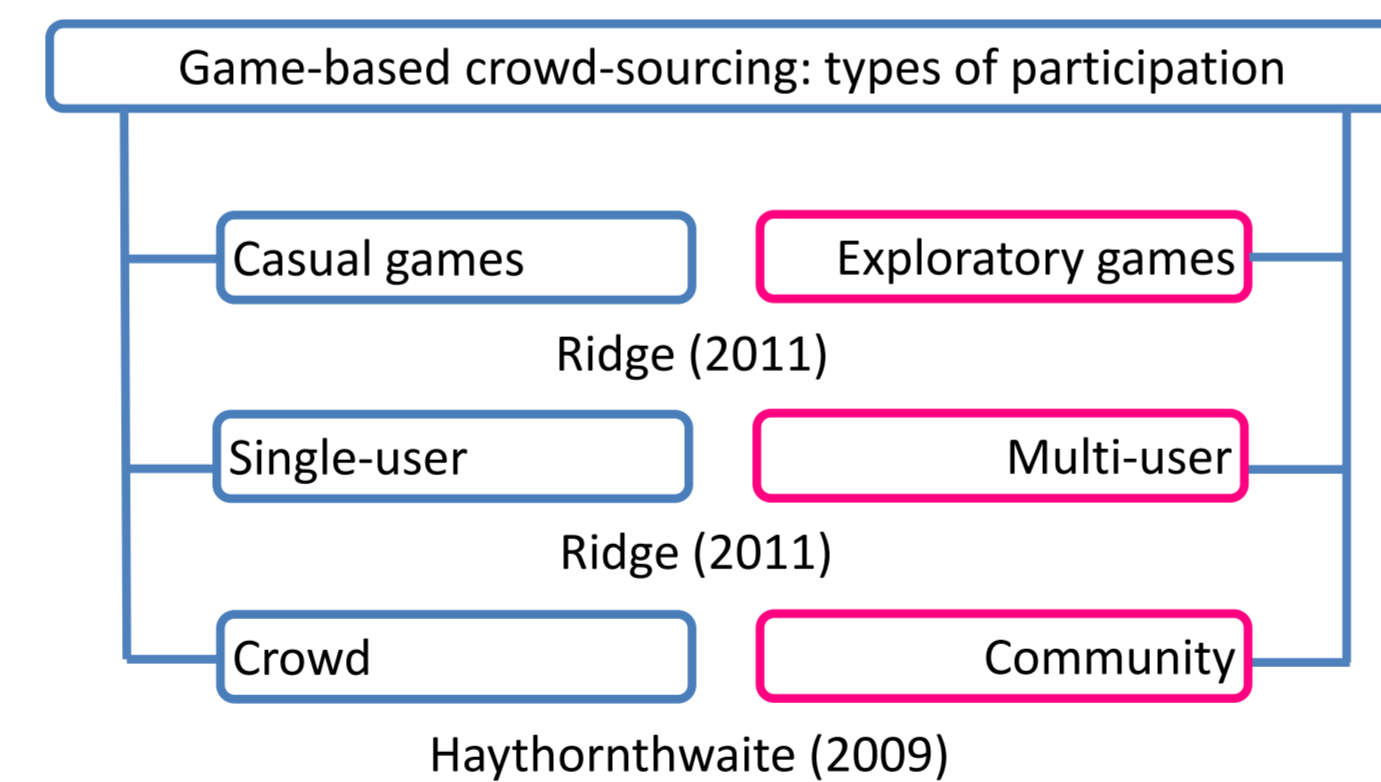 Game-based crowd-sourcing: types of participation
Casual games
Exploratory games
Ridge (2011)
Single-user
Multi-user
Ridge (2011)
Crowd
Community
Haythornthwaite (2009)